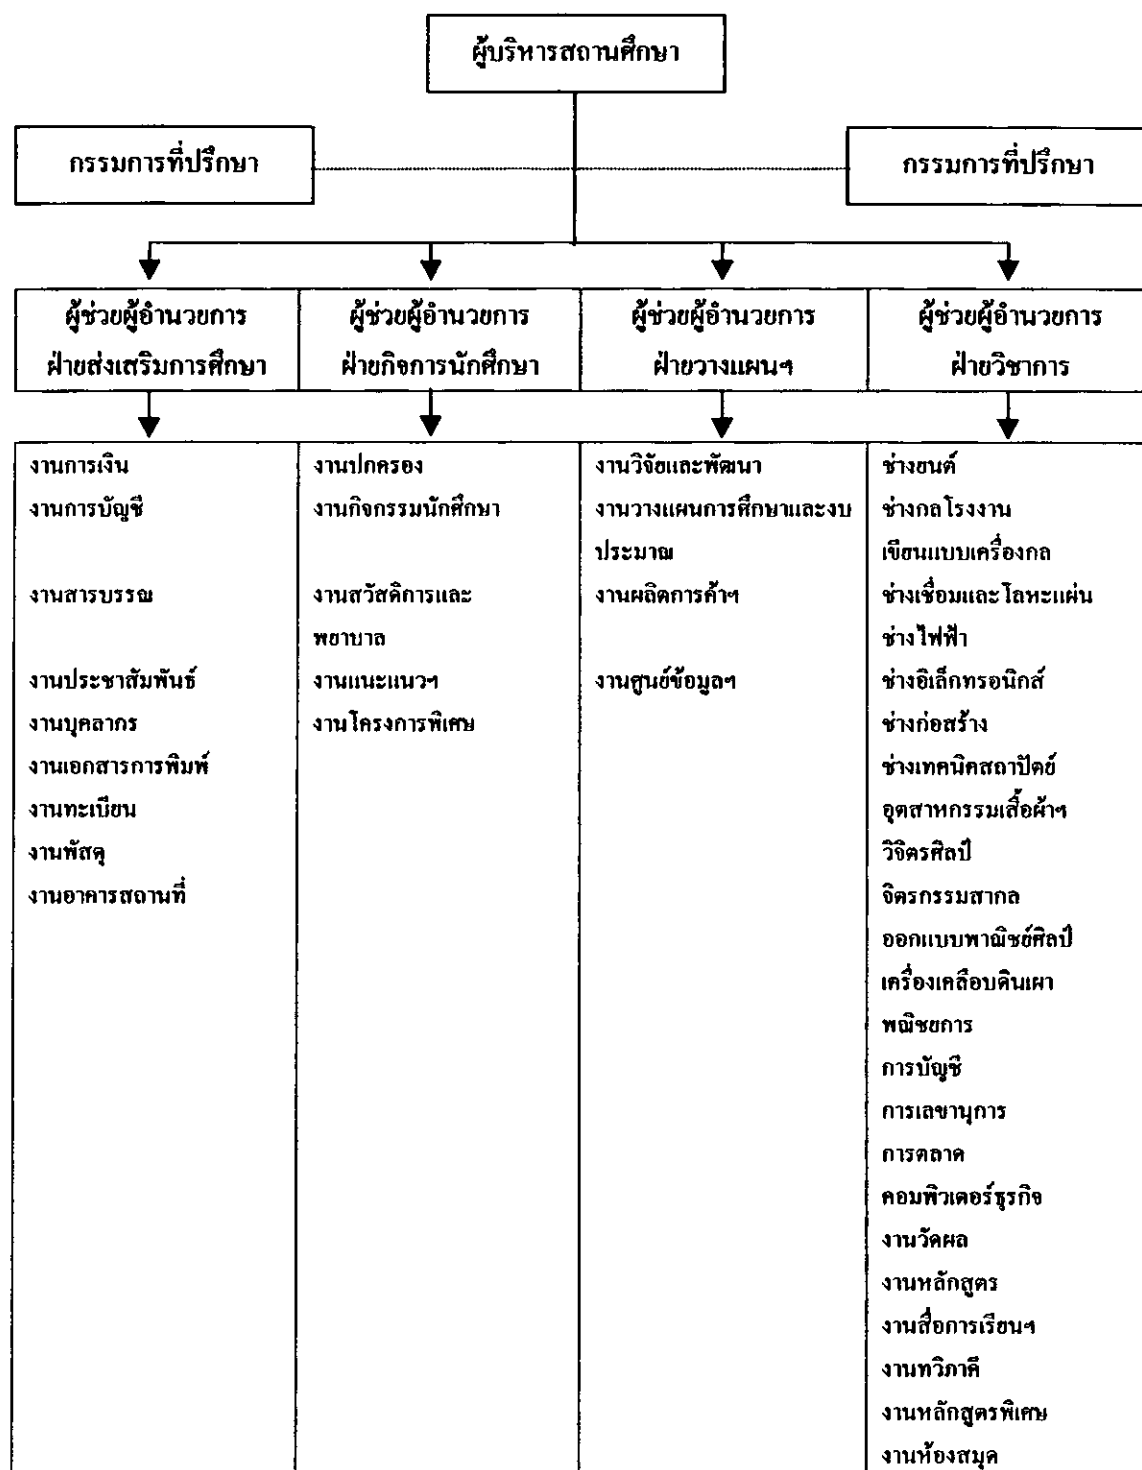 ผู้บริหารสถานศึกษา
กรรมการที่ปรึกษา
กรรมการที่ปรึกษา
ผู้ช่วยผู้อำนวยการ
ฝ่ายส่งเสริมการศึกษา
ผู้ช่วยผู้อำนวยการ
ฝ่ายกิจการนักศึกษา
ผู้ช่วยผู้อำนวยการ
ฝ่ายวางแผนฯ
ผู้ช่วยผู้อำนวยการ
ฝ่ายวิชาการ
งานการเงิน
งานการบัญชี
งานสารบรรณ
งานประชาสัมพันธ์
งานบุคลากร
งานเอกสารการพิมพ์
งานทะเบียน
งานพัสดุ
งานอาคารสถานที่
งานปกครอง
งานกิจกรรมนักศึกษา
งานสวัสดิการและ
พยาบาล
งานแนะแนวฯ
งานโครงการพิเศษ
งานวิจัยและพัฒนา
งานวางแผนการศึกษาและงบ
ประมาณ
งานผลิตการค้าฯ
งานศูนย์ข้อมูลฯ
ช่างยนต์
ช่างกลโรงงาน
เขียนแบบเครื่องกล
ช่างเชื่อมและโลหะแผ่น
ช่างไฟฟ้า
ช่างอิเล็กทรอนิกส์
ช่างก่อสร้าง
ช่างเทคนิคสถาปัตย์
อุตสาหกรรมเสื้อผ้าฯ
วิจิตรศิลป์
จิตรกรรมสากล
ออกแบบพาณิชย์ศิลป์
เครื่องเคลือบดินเผา
พณิชยการ
การบัญชี
การเลขานุการ
การตลาด
คอมพิวเตอร์ธุรกิจ
งานวัดผล
งานหลักสูตร
งานสื่อการเรียนฯ
งานทวิภาคี
งานหลักสูตรพิเศษ
งานห้องสมุด